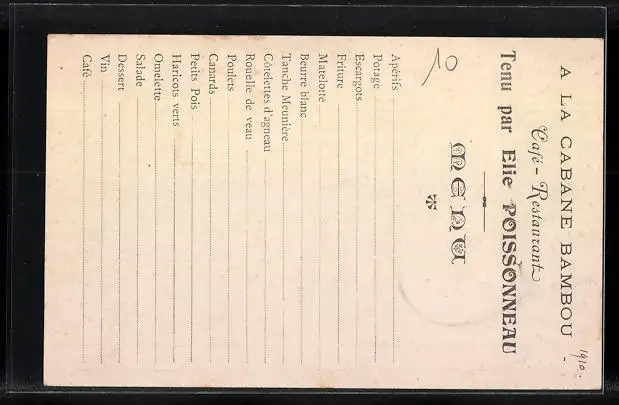 A LA CABANE BAMBOU
Café-Restaurant
Tenu par Elie POISSONNEAU
MENU
Apérifs
Potage
Escargots
Friture
Matelotte
Beurre blanc
Tanche Meunière
Côtelettes d'agneau
Rouelle de veau
Poulets
Canards
Petits Pois
Haricots verts
Omelette
Salade
Dessert
Vin
Café
10
1910.